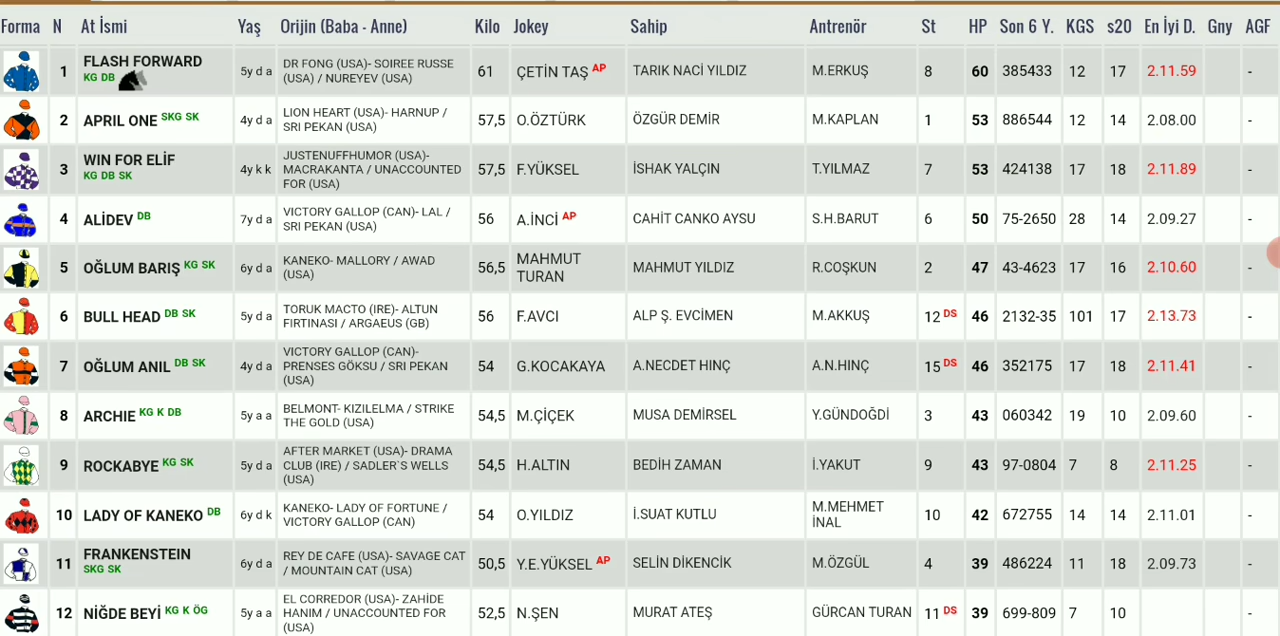 Forma N At İsmi Yaş Orijin (Baba - Anne) Kilo Jokey Sahip Antrenör St HP Son 6 Y. KGS s20 En İyi D. Gny AGF
1 FLASH FORWARD KG DB 5y d a DR FONG (USA)- SOIREE RUSSE (USA) / NUREYEV (USA) 61 ÇETİN TAŞ AP TARIK NACİ YILDIZ M.ERKUŞ 8 60 385433 12 17 2.11.59 -
2 APRIL ONE SKG SK 4y d a LION HEART (USA)- HARNUP / SRI PEKAN (USA) 57,5 O.ÖZTÜRK ÖZGÜR DEMİR M.KAPLAN 1 53 886544 12 14 2.08.00 -
3 WIN FOR ELİF KG DB SK 4y k k JUSTENUFFHUMOR (USA)- MACRAKANTA / UNACCOUNTED FOR (USA) 57,5 F.YÜKSEL İSHAK YALÇIN T.YILMAZ 7 53 424138 17 18 2.11.89 -
4 ALİDEV DB 7y d a VICTORY GALLOP (CAN)- LAL / SRI PEKAN (USA) 56 A.İNCİ AP CAHİT CANKO AYSU S.H.BARUT 6 50 75-2650 28 14 2.09.27 -
5 OĞLUM BARIŞ KG SK 6y d a KANEKO- MALLORY / AWAD (USA) 56,5 MAHMUT TURAN MAHMUT YILDIZ R.COŞKUN 2 47 43-4623 17 16 2.10.60 -
6 BULL HEAD DB SK 5y d a TORUK MACTO (IRE)- ALTUN FIRTINASI / ARGAEUS (GB) 56 F.AVCI ALP Ş. EVCİMEN M.AKKUŞ 12 DS 46 2132-35 101 17 2.13.73 -
7 OĞLUM ANIL DB SK 4y d a VICTORY GALLOP (CAN)- PRENSES GÖKSU / SRI PEKAN (USA) 54 G.KOCAKAYA A.NECDET HINÇ A.N.HINÇ 15 DS 46 352175 17 18 2.11.41 -
8 ARCHIE KG K DB 5y a a BELMONT- KIZILELMA / STRIKE THE GOLD (USA) 54,5 M.ÇİÇEK MUSA DEMİRSEL Y.GÜNDOĞDİ 3 43 060342 19 10 2.09.60 -
9 ROCKABYE KG SK 5y d a AFTER MARKET (USA)- DRAMA CLUB (IRE) / SADLER`S WELLS (USA) 54,5 H.ALTIN BEDİH ZAMAN İ.YAKUT 9 43 97-0804 7 8 2.11.25 -
10 LADY OF KANEKO DB 6y d k KANEKO- LADY OF FORTUNE / VICTORY GALLOP (CAN) 54 O.YILDIZ İ.SUAT KUTLU M.MEHMET İNAL 10 42 672755 14 14 2.11.01 -
11 FRANKENSTEIN SKG SK 6y d a REY DE CAFE (USA)- SAVAGE CAT / MOUNTAIN CAT (USA) 50,5 Y.E.YÜKSEL AP SELİN DİKENCİK M.ÖZGÜL 4 39 486224 11 18 2.09.73 -
12 NİĞDE BEYİ KG K ÖG 5y a a EL CORREDOR (USA)- ZAHİDE HANIM / UNACCOUNTED FOR (USA) 52,5 N.ŞEN MURAT ATEŞ GÜRCAN TURAN 11 DS 39 699-809 7 10 -